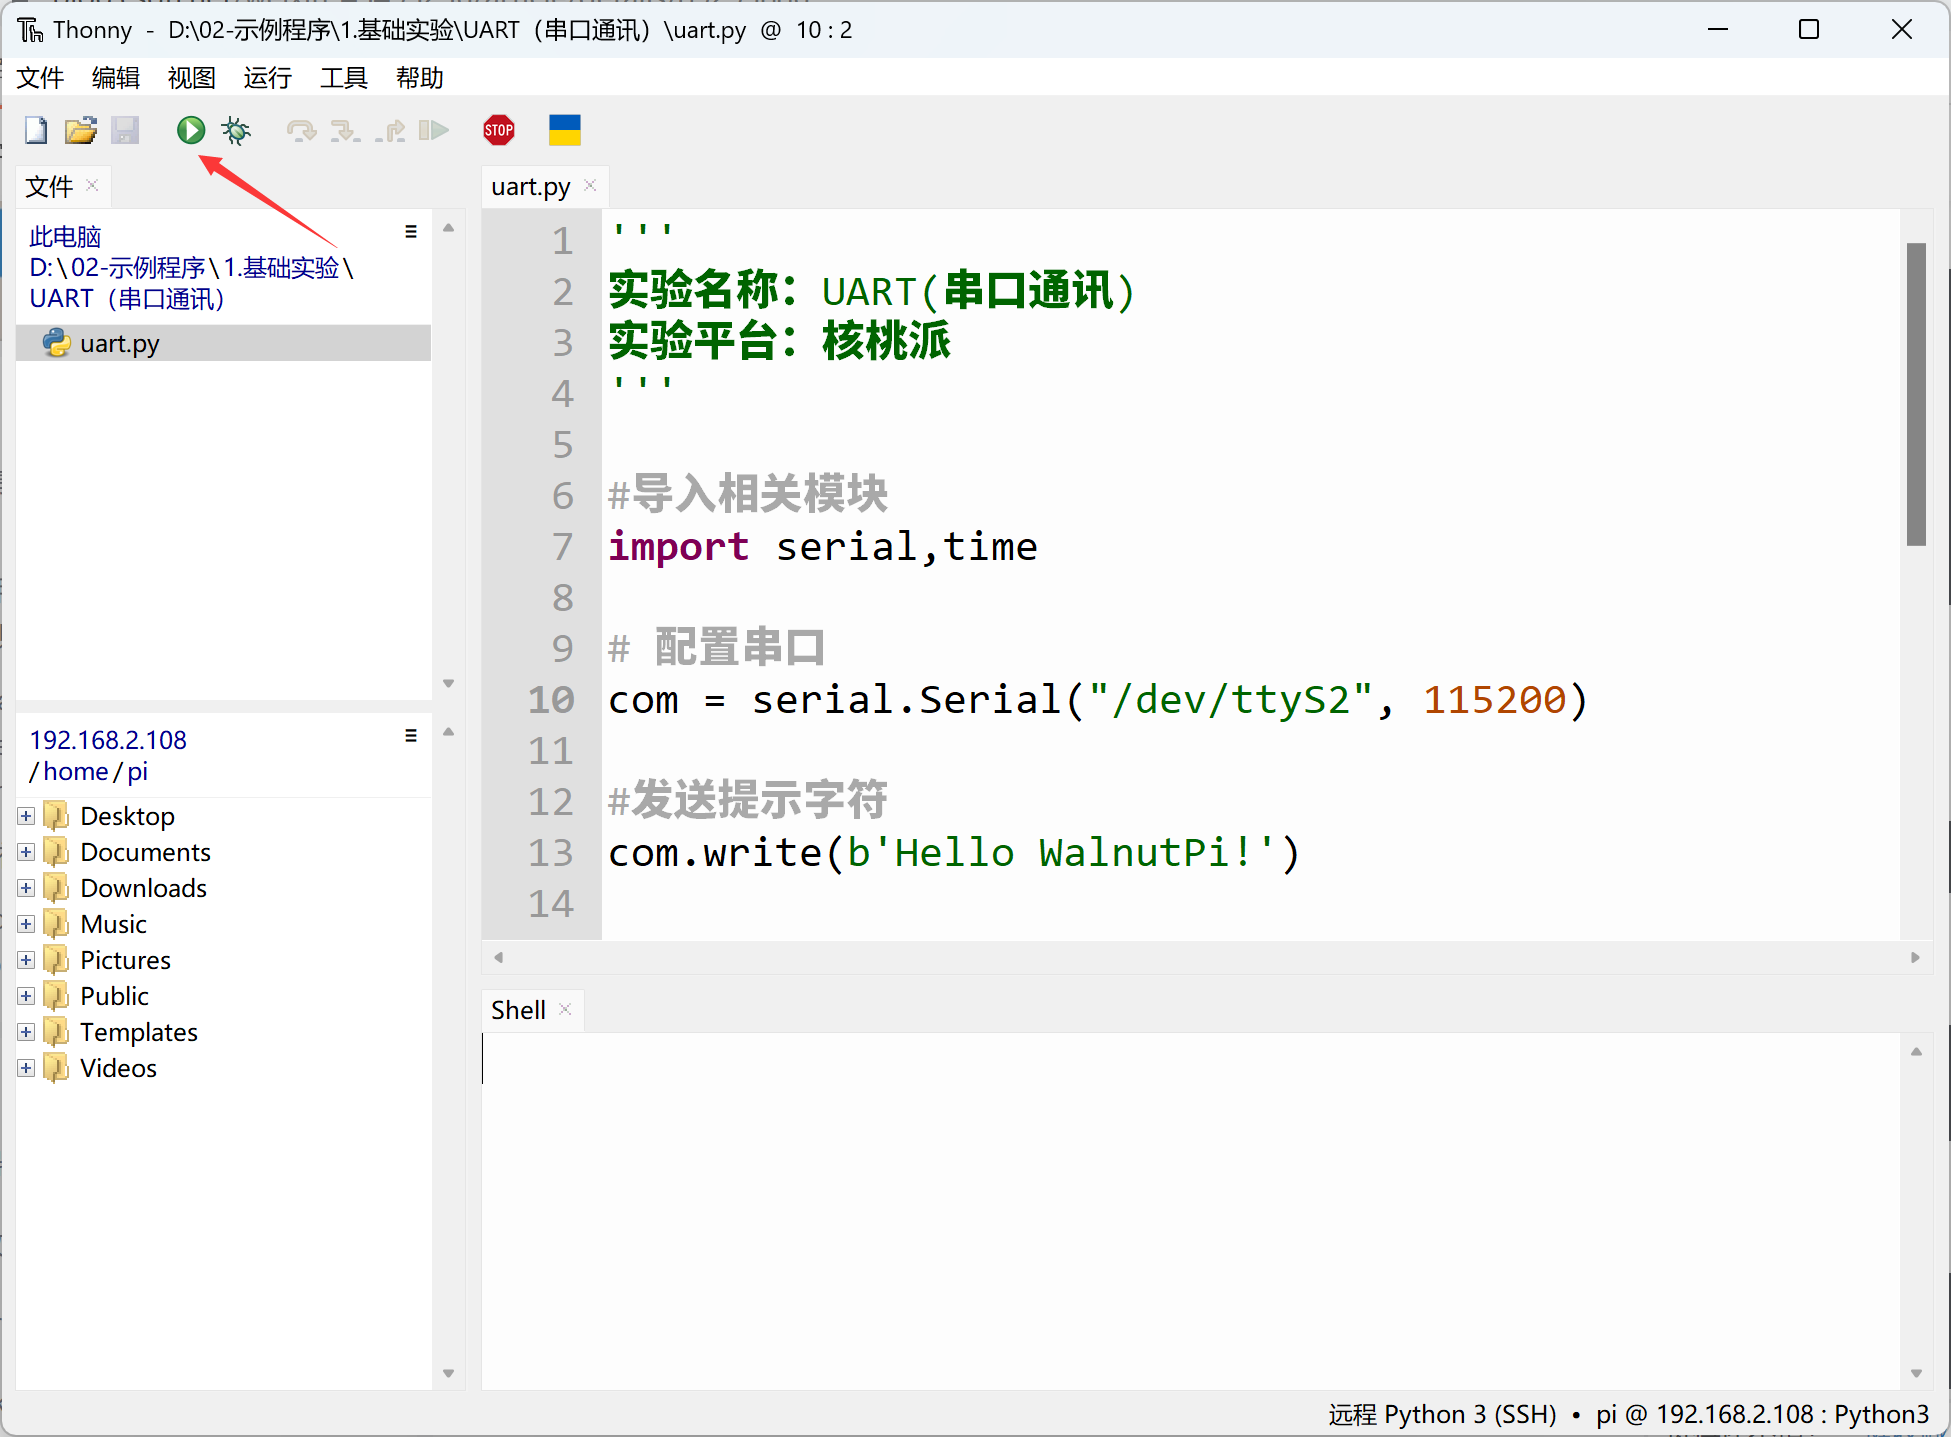 Thonny - D:\02-示例程序\1.基础实验\UART（串口通讯）\uart.py @ 10 : 2
文件 编辑 视图 运行 工具 帮助
STOP
文件
此电脑
D:\02-示例程序\1.基础实验\
UART（串口通讯）
uart.py
192.168.2.108
/home/pi
Desktop
Documents
Downloads
Music
Pictures
Public
Templates
Videos
uart.py
1 '''
2 实验名称：UART(串口通讯)
3 实验平台：核桃派
4 '''
5
6 #导入相关模块
7 import serial,time
8
9 # 配置串口
10 com = serial.Serial("/dev/ttyS2", 115200)
11
12 #发送提示字符
13 com.write(b'Hello WalnutPi!')
14
Shell
远程 Python 3 (SSH) • pi @ 192.168.2.108 : Python3